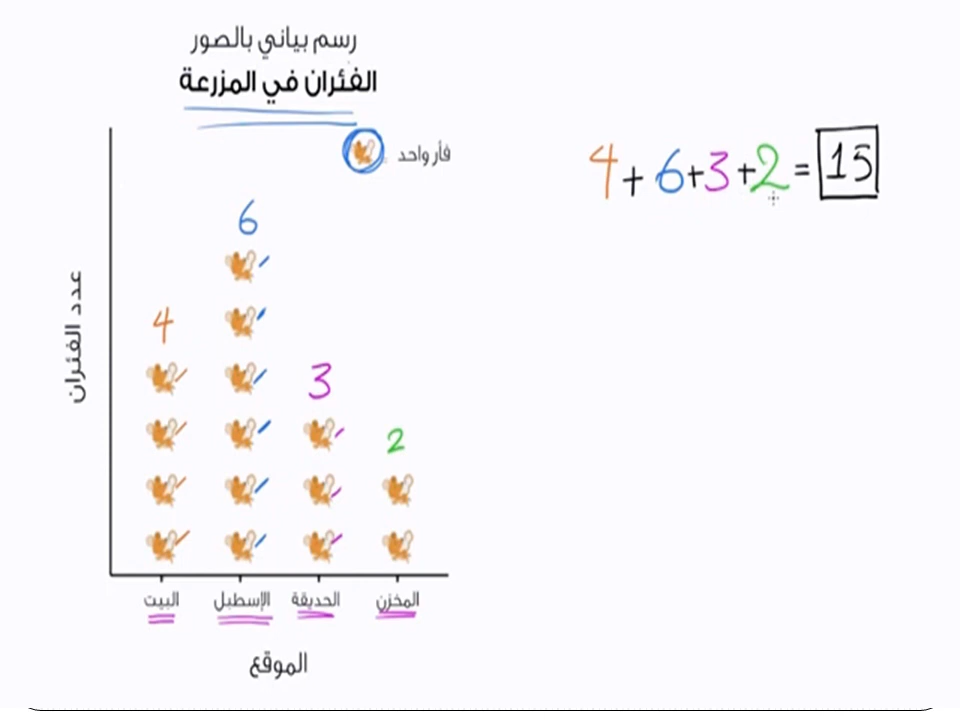 رسم بياني بالصور
الفئران في المزرعة
فأر واحد
4 + 6 + 3 + 2 = 15
6
4
3
2
عدد الفئران
البيت
الإسطبل
الحديقة
المخزن
الموقع